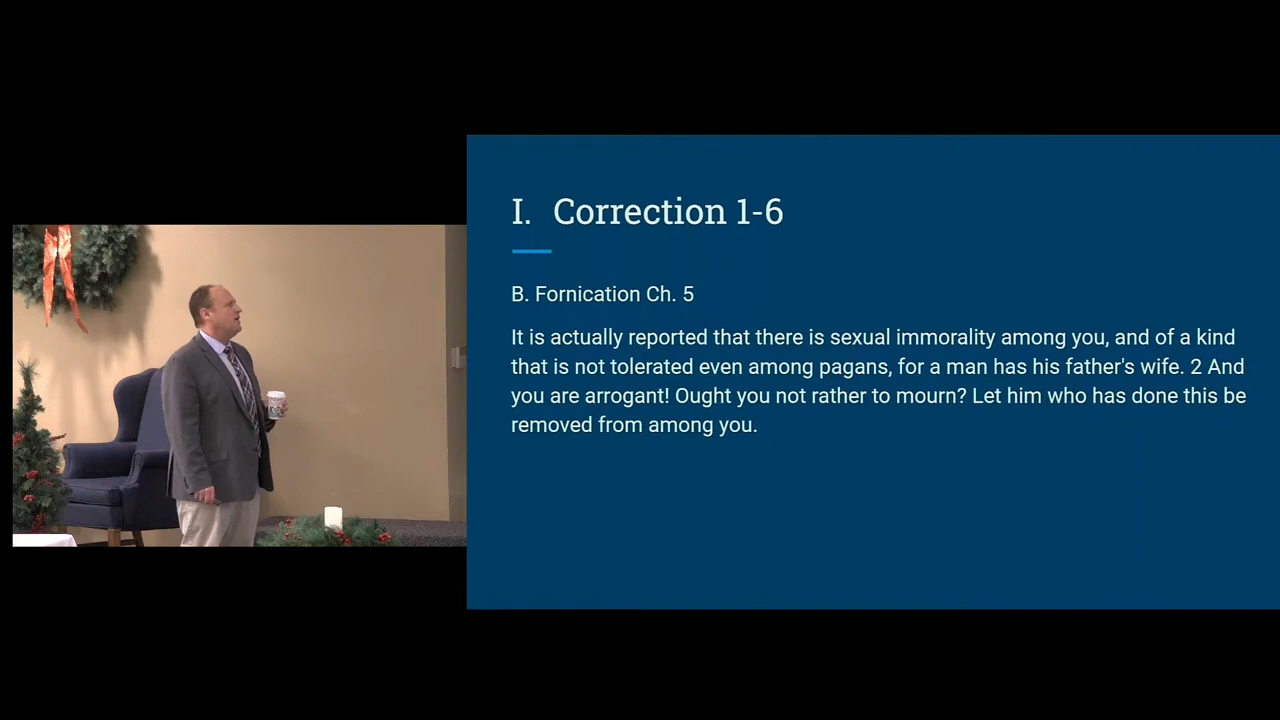 I. Correction 1-6
B. Fornication Ch. 5
It is actually reported that there is sexual immorality among you, and of a kind
that is not tolerated even among pagans, for a man has his father's wife. 2 And
you are arrogant! Ought you not rather to mourn? Let him who has done this be
removed from among you.